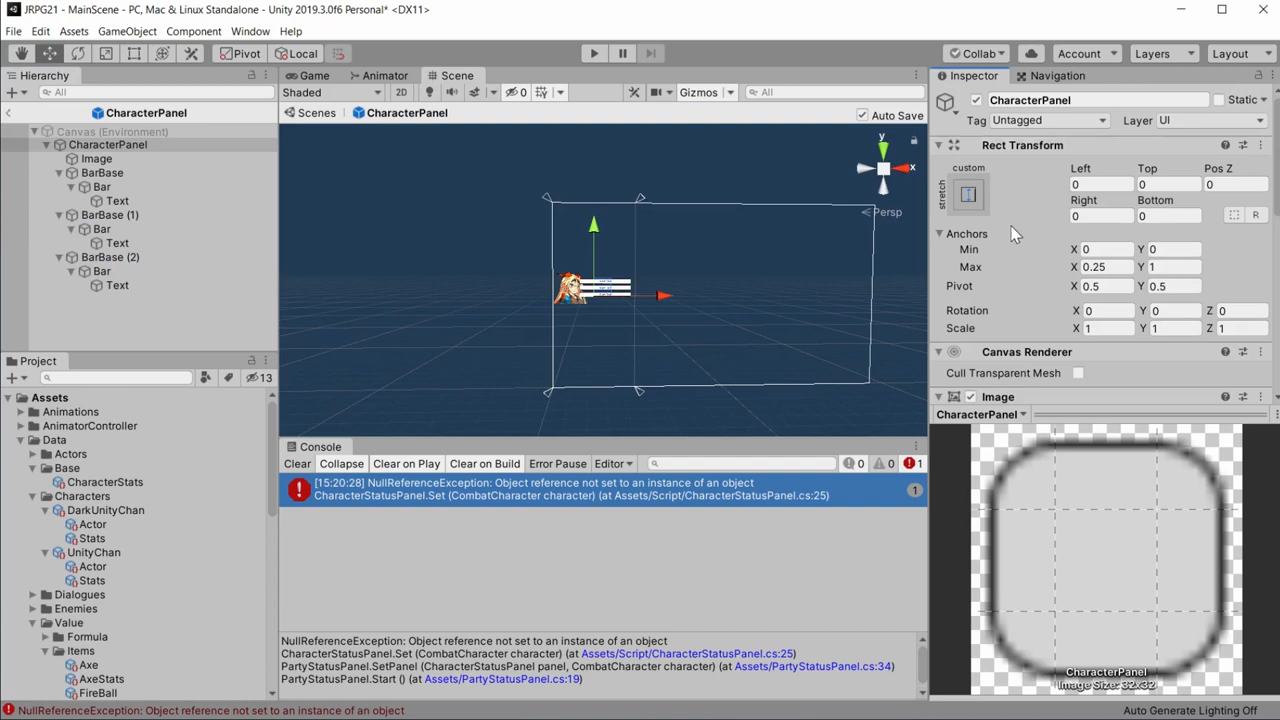 JRPG21 - MainScene - PC, Mac & Linux Standalone - Unity 2019.3.0f6 Personal* <DX11>
File Edit Assets GameObject Component Window Help
Pivot Local Collab Account Layers Layout
Hierarchy
All
CharacterPanel
Canvas (Environment)
CharacterPanel
Image
BarBase
Bar
Text
BarBase (1)
Bar
Text
BarBase (2)
Bar
Text
Project
13
Assets
Animations
AnimatorController
Data
Actors
Base
CharacterStats
Characters
DarkUnityChan
Actor
Stats
UnityChan
Actor
Stats
Dialogues
Enemies
Value
Formula
Items
Axe
AxeStats
FireBall
Game Animator Scene
Shaded 2D 0 Gizmos All
Scenes CharacterPanel Auto Save
y
x
Persp
Console
Clear Collapse Clear on Play Clear on Build Error Pause Editor 0 0 1
[15:20:28] NullReferenceException: Object reference not set to an instance of an object
CharacterStatusPanel.Set (CombatCharacter character) (at Assets/Script/CharacterStatusPanel.cs:25)
1
NullReferenceException: Object reference not set to an instance of an object
CharacterStatusPanel.Set (CombatCharacter character) (at Assets/Script/CharacterStatusPanel.cs:25)
PartyStatusPanel.SetPanel (CharacterStatusPanel panel, CombatCharacter character) (at Assets/PartyStatusPanel.cs:34)
PartyStatusPanel.Start () (at Assets/PartyStatusPanel.cs:19)
Inspector Navigation
CharacterPanel Static
Tag Untagged Layer UI
Rect Transform
custom Left Top Pos Z
stretch 0 0 0
Right Bottom
0 0 R
Anchors
Min X 0 Y 0
Max X 0.25 Y 1
Pivot X 0.5 Y 0.5
Rotation X 0 Y 0 Z 0
Scale X 1 Y 1 Z 1
Canvas Renderer
Cull Transparent Mesh
Image
CharacterPanel
CharacterPanel
Image Size: 32x32
NullReferenceException: Object reference not set to an instance of an object
Auto Generate Lighting Off